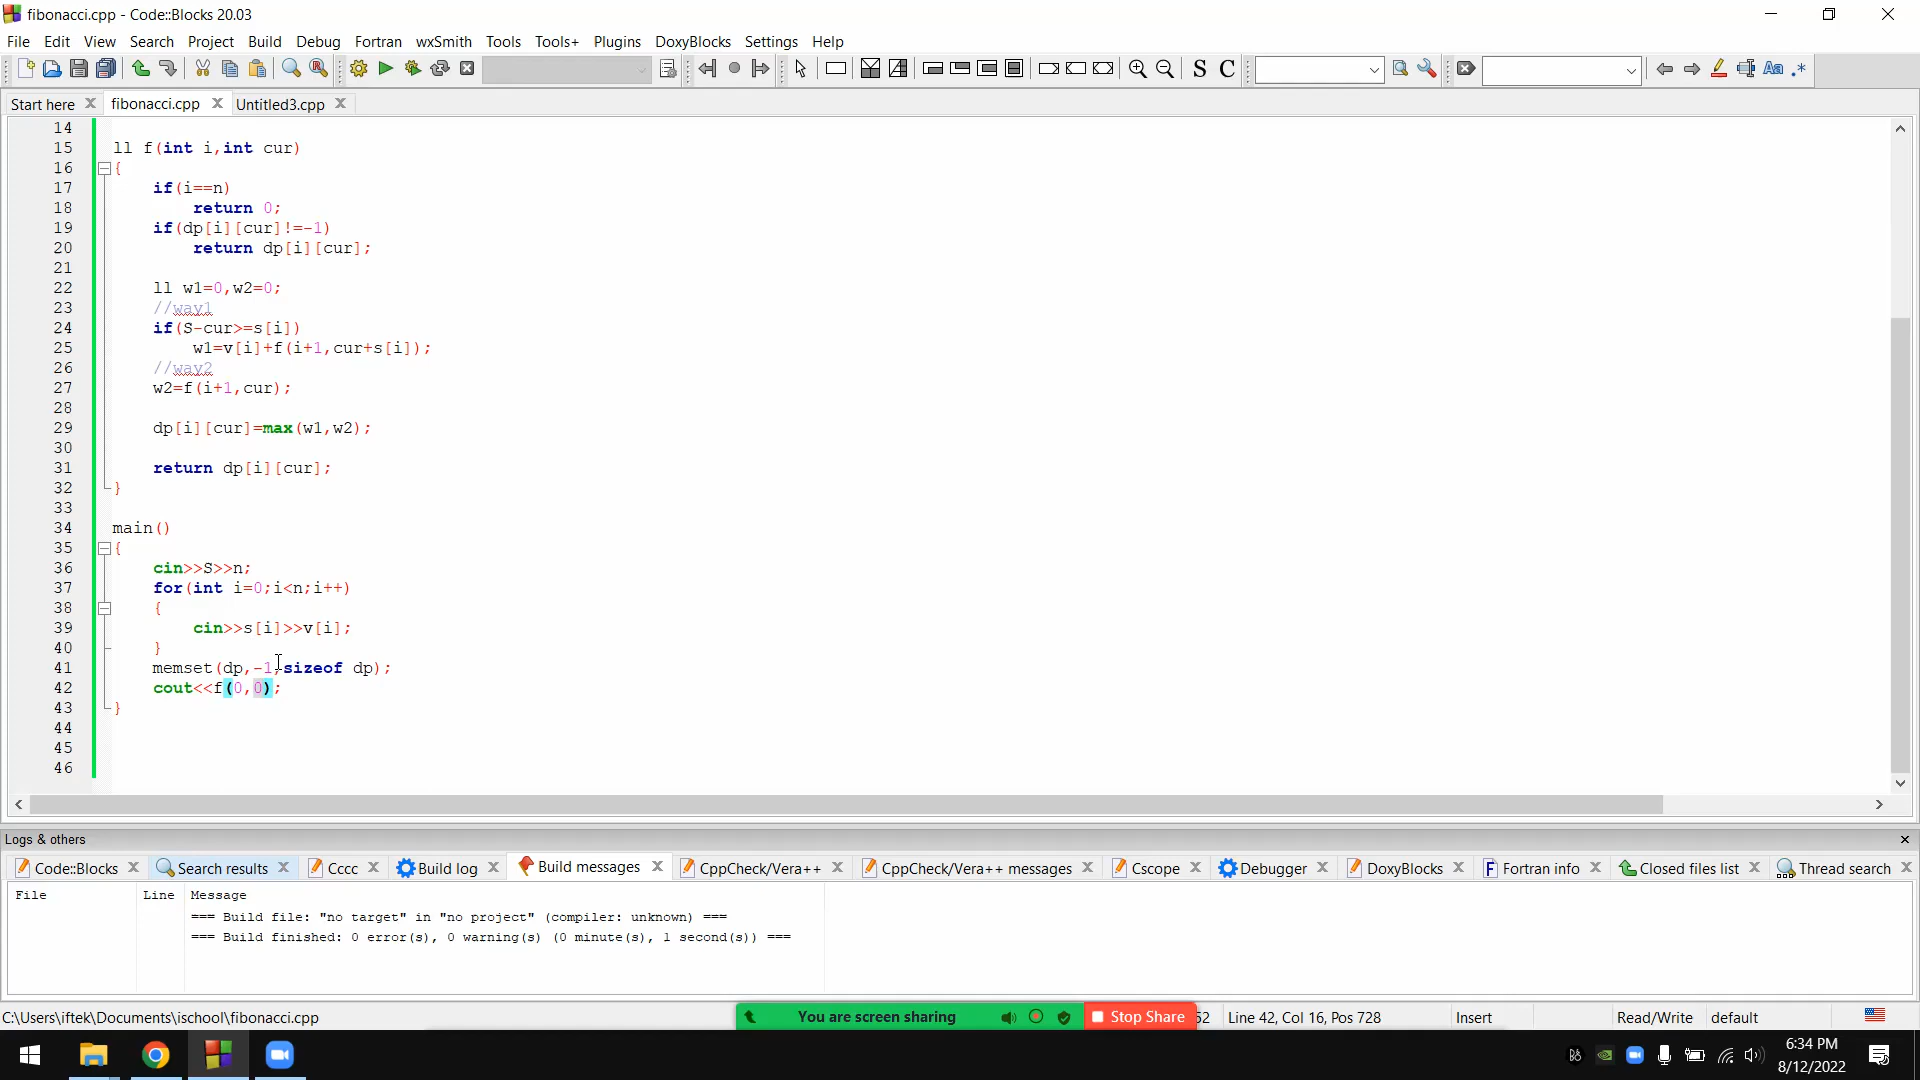 fibonacci.cpp - Code::Blocks 20.03
File Edit View Search Project Build Debug Fortran wxSmith Tools Tools+ Plugins DoxyBlocks Settings Help
S C
Start here fibonacci.cpp Untitled3.cpp
14
15 ll f(int i,int cur)
16 {
17 if(i==n)
18 return 0;
19 if(dp[i][cur]!=-1)
20 return dp[i][cur];
21
22 ll w1=0,w2=0;
23 //way1
24 if(S-cur>=s[i])
25 w1=v[i]+f(i+1,cur+s[i]);
26 //way2
27 w2=f(i+1,cur);
28
29 dp[i][cur]=max(w1,w2);
30
31 return dp[i][cur];
32 }
33
34 main()
35 {
36 cin>>S>>n;
37 for(int i=0;i<n;i++)
38 {
39 cin>>s[i]>>v[i];
40 }
41 memset(dp,-1,sizeof dp);
42 cout<<f(0,0);
43 }
44
45
46
Logs & others
Code::Blocks Search results Cccc Build log Build messages CppCheck/Vera++ CppCheck/Vera++ messages Cscope Debugger DoxyBlocks Fortran info Closed files list Thread search
File Line Message
=== Build file: "no target" in "no project" (compiler: unknown) ===
=== Build finished: 0 error(s), 0 warning(s) (0 minute(s), 1 second(s)) ===
C:\Users\iftek\Documents\ischool\fibonacci.cpp You are screen sharing Stop Share Line 42, Col 16, Pos 728 Insert Read/Write default
6:34 PM
8/12/2022